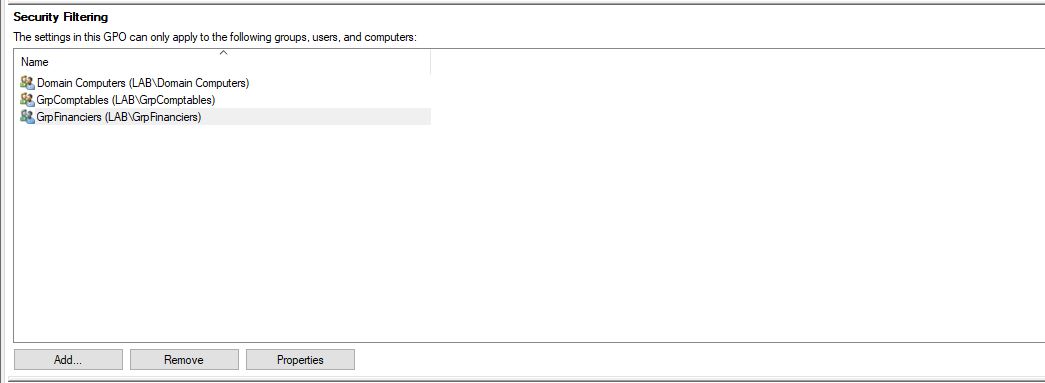 Security Filtering
The settings in this GPO can only apply to the following groups, users, and computers:
Name
Domain Computers (LAB\Domain Computers)
GrpComptables (LAB\GrpComptables)
GrpFinanciers (LAB\GrpFinanciers)
Add... Remove Properties